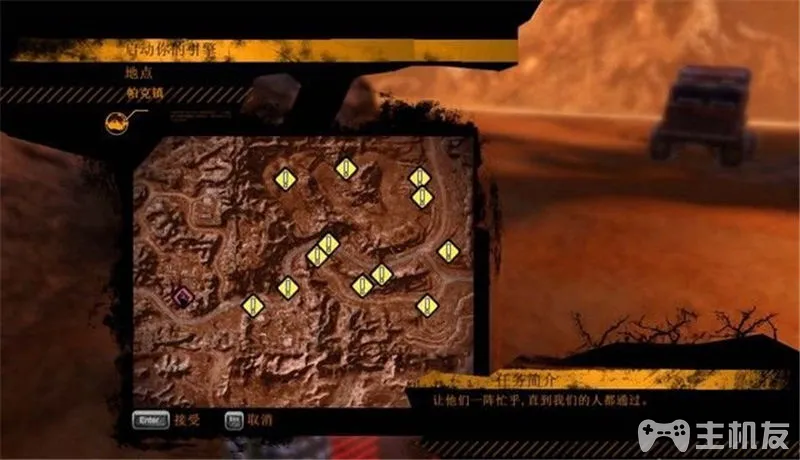 启动你的引擎
地点
帕克镇
任务简介
让他们一阵忙乎,直到我们的人都通过。
Enter 接受
Esc 取消
主机友